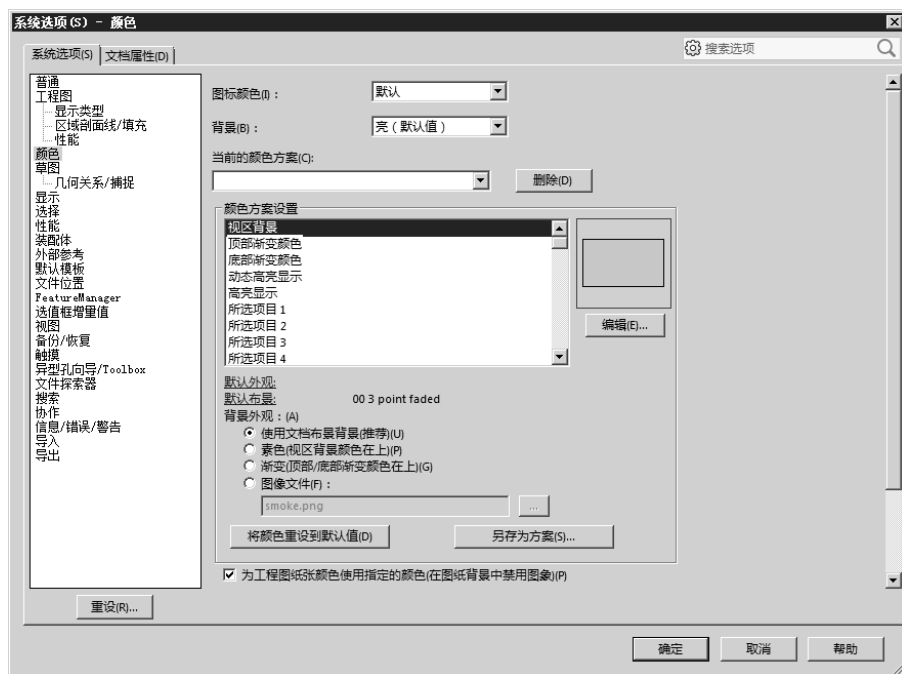 系统选项(S) - 颜色
系统选项(S) 文档属性(D)
搜索选项
普通
工程图
显示类型
区域剖面线/填充
性能
颜色
草图
几何关系/捕捉
显示
选择
性能
装配体
外部参考
默认模板
文件位置
FeatureManager
选值框增量值
视图
备份/恢复
触摸
异型孔向导/Toolbox
文件探索器
搜索
协作
信息/错误/警告
导入
导出
重设(R)...
图标颜色(I)： 默认
背景(B)： 亮（默认值）
当前的颜色方案(C):
删除(D)
颜色方案设置
视区背景
顶部渐变颜色
底部渐变颜色
动态高亮显示
高亮显示
所选项目 1
所选项目 2
所选项目 3
所选项目 4
编辑(E)...
默认外观:
默认布景: 00 3 point faded
背景外观：(A)
使用文档布景背景(推荐)(U)
素色(视区背景颜色在上)(P)
渐变(顶部/底部渐变颜色在上)(G)
图像文件(F)：
smoke.png ...
将颜色重设到默认值(D) 另存为方案(S)...
为工程图纸张颜色使用指定的颜色(在图纸背景中禁用图象)(P)
确定 取消 帮助